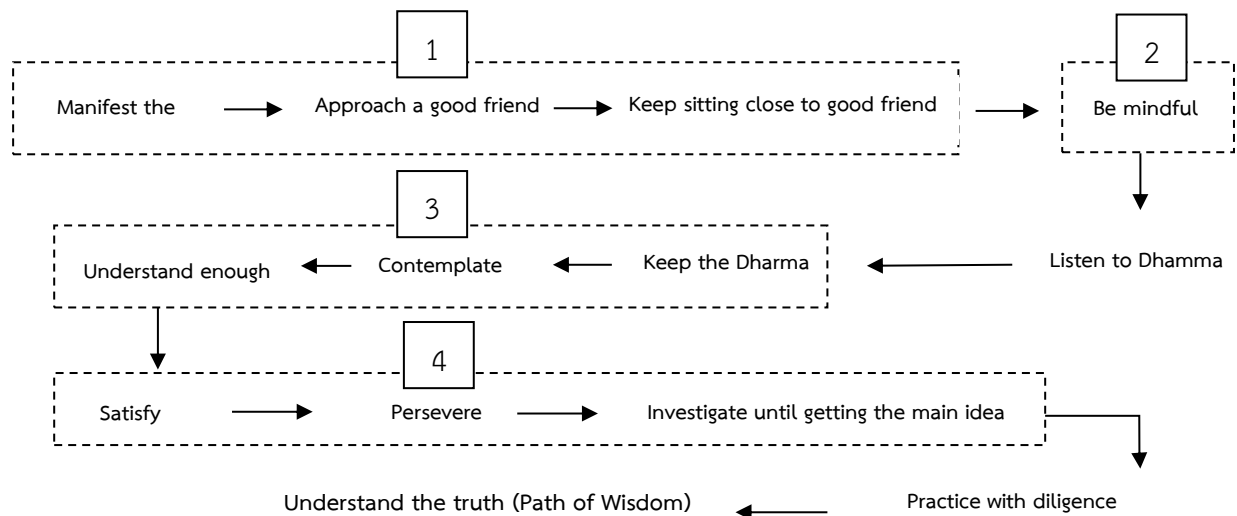 1
2
Manifest the
Approach a good friend
Keep sitting close to good friend
Be mindful
3
Listen to Dhamma
Keep the Dharma
Contemplate
Understand enough
4
Satisfy
Persevere
Investigate until getting the main idea
Practice with diligence
Understand the truth (Path of Wisdom)